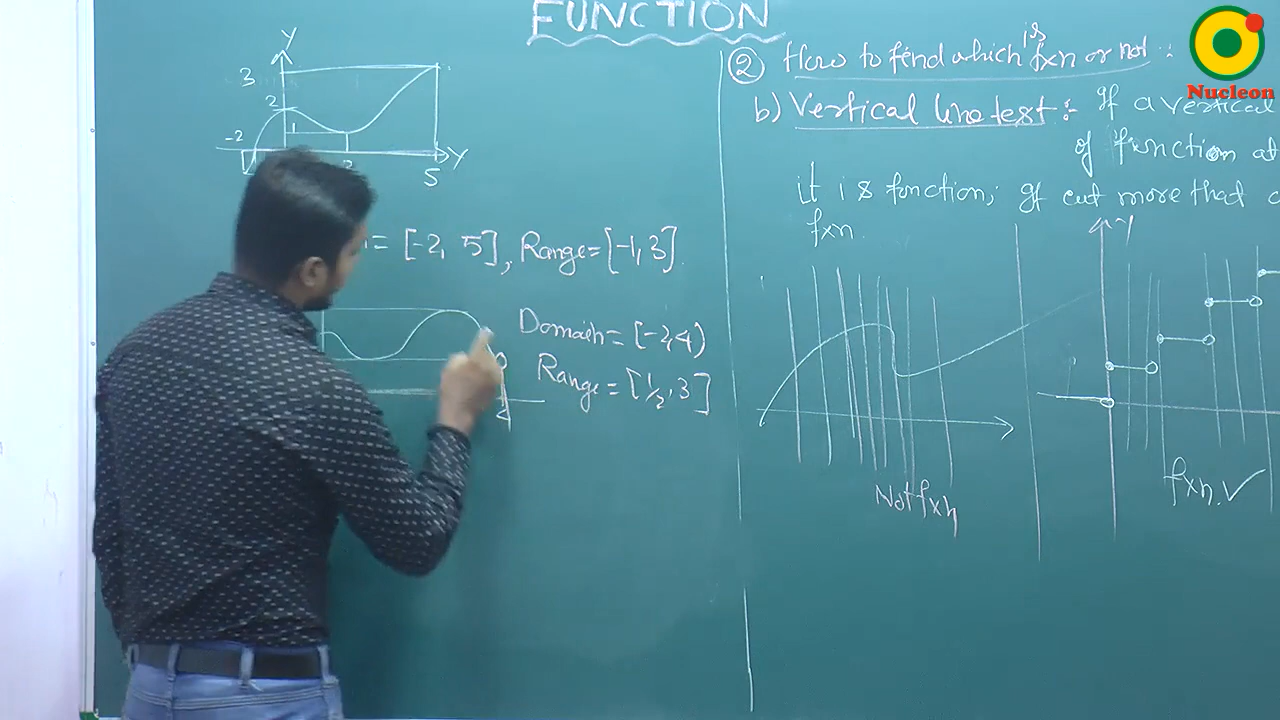 FUNCTION
Y
3
2
-2
1
2
Y
5
= [-2, 5], Range=[-1, 3].
Domain = [-2, 4)
Range = [1/2, 3]
② How to find which is fxn or not :
b) Vertical line test :- If a vertical
of function at
it is function; If cut more that
fxn.
Not fxn
Y
fxn. ✓
Nucleon